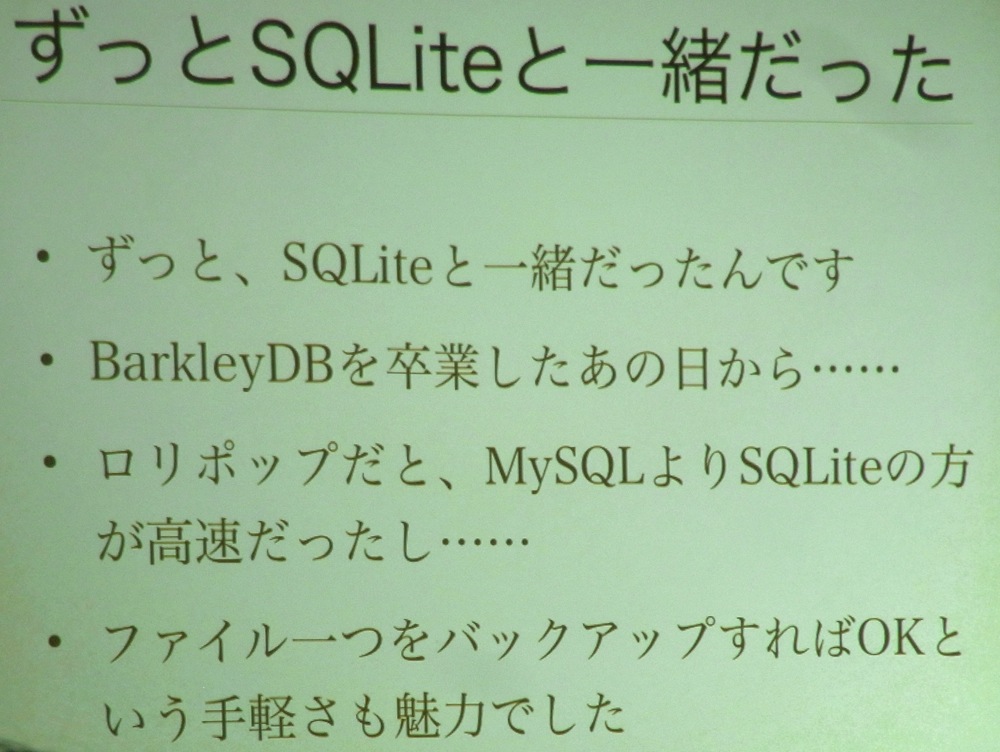 ずっとSQLiteと一緒だった
• ずっと、SQLiteと一緒だったんです
• BarkleyDBを卒業したあの日から……
• ロリポップだと、MySQLよりSQLiteの方
が高速だったし……
• ファイル一つをバックアップすればOKと
いう手軽さも魅力でした